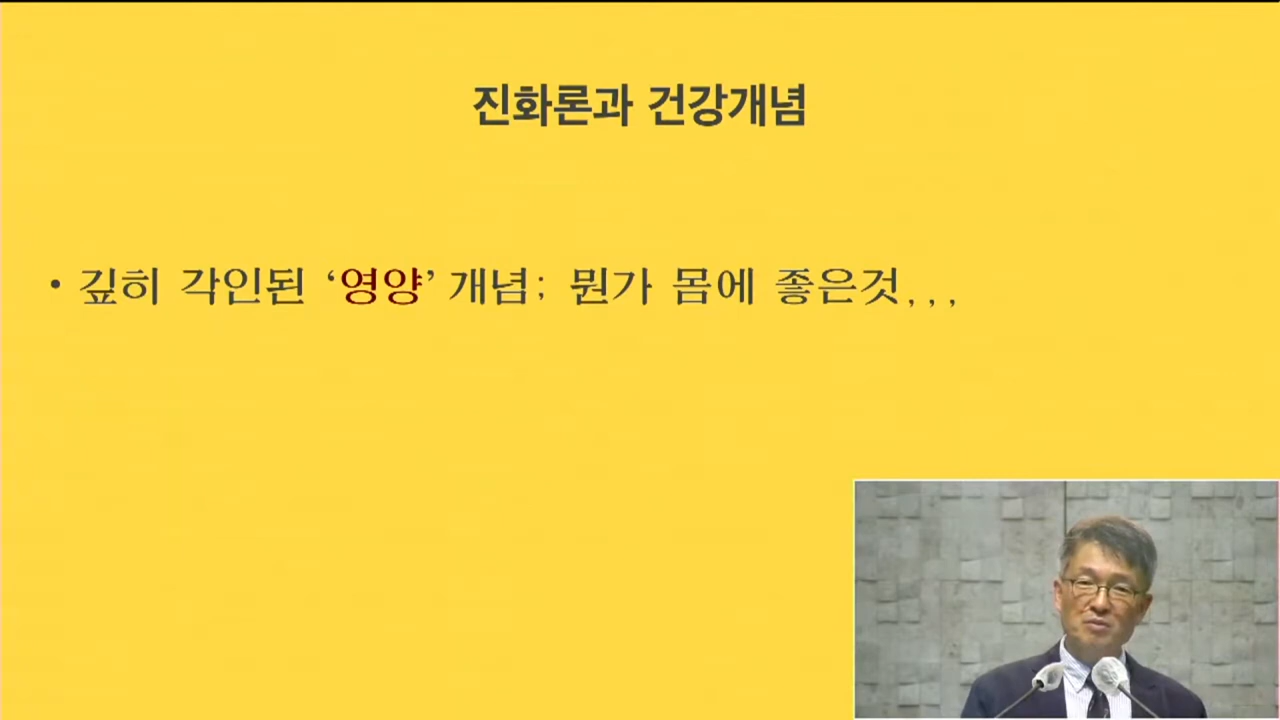 진화론과 건강개념
• 깊히 각인된 ‘영양’ 개념; 뭔가 몸에 좋은것,,,